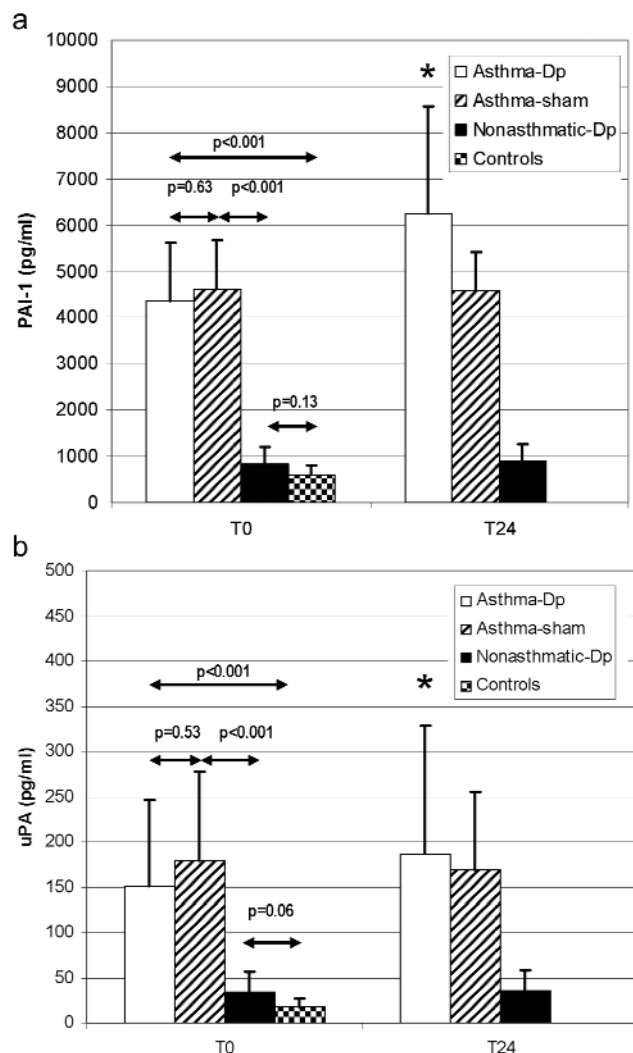 a
10000
9000
8000
7000
6000
5000
4000
3000
2000
1000
0
PAI-1 (pg/ml)
Asthma-Dp
Asthma-sham
Nonasthmatic-Dp
Controls
*
p<0.001
p=0.63
p<0.001
p=0.13
T0
T24
b
500
450
400
350
300
250
200
150
100
50
0
uPA (pg/ml)
Asthma-Dp
Asthma-sham
Nonasthmatic-Dp
Controls
*
p<0.001
p=0.53
p<0.001
p=0.06
T0
T24